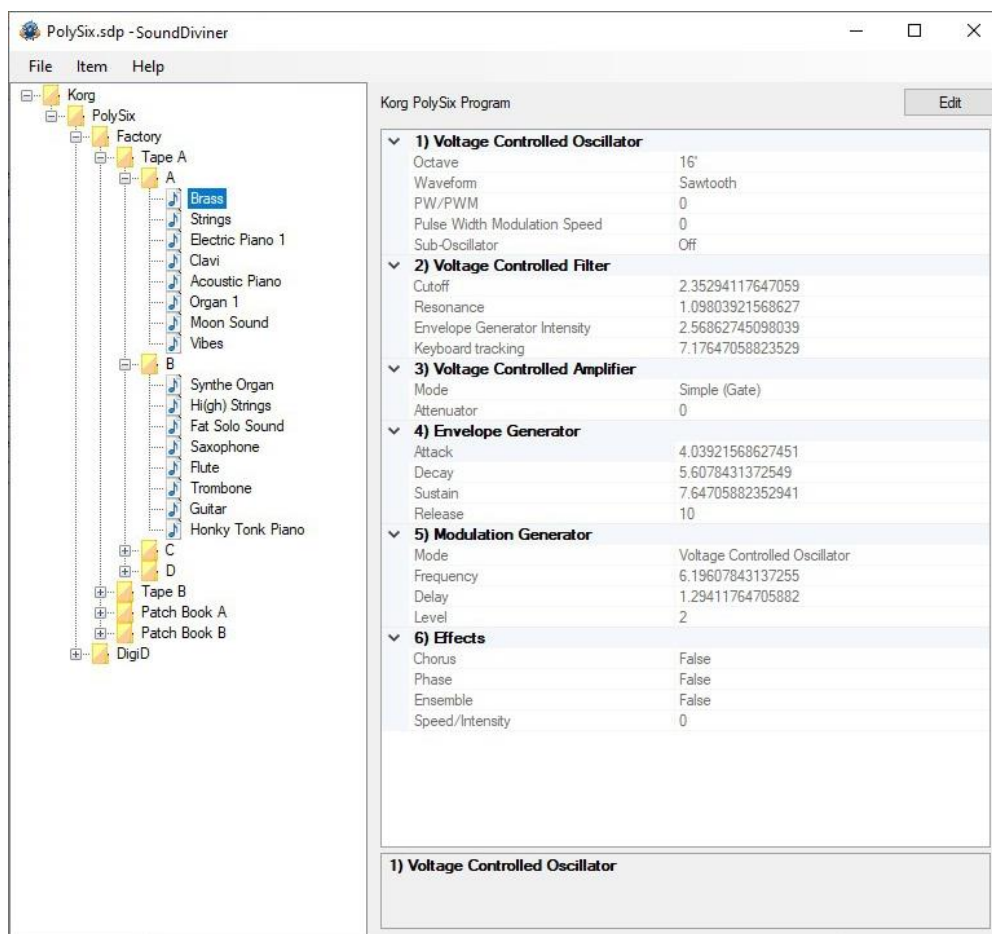 PolySix.sdp - SoundDiviner
File Item Help
Korg
PolySix
Factory
Tape A
A
Brass
Strings
Electric Piano 1
Clavi
Acoustic Piano
Organ 1
Moon Sound
Vibes
B
Synthe Organ
Hi(gh) Strings
Fat Solo Sound
Saxophone
Flute
Trombone
Guitar
Honky Tonk Piano
C
D
Tape B
Patch Book A
Patch Book B
DigiD
Korg PolySix Program
Edit
1) Voltage Controlled Oscillator
Octave 16'
Waveform Sawtooth
PW/PWM 0
Pulse Width Modulation Speed 0
Sub-Oscillator Off
2) Voltage Controlled Filter
Cutoff 2.35294117647059
Resonance 1.09803921568627
Envelope Generator Intensity 2.56862745098039
Keyboard tracking 7.17647058823529
3) Voltage Controlled Amplifier
Mode Simple (Gate)
Attenuator 0
4) Envelope Generator
Attack 4.03921568627451
Decay 5.6078431372549
Sustain 7.64705882352941
Release 10
5) Modulation Generator
Mode Voltage Controlled Oscillator
Frequency 6.19607843137255
Delay 1.29411764705882
Level 2
6) Effects
Chorus False
Phase False
Ensemble False
Speed/Intensity 0
1) Voltage Controlled Oscillator